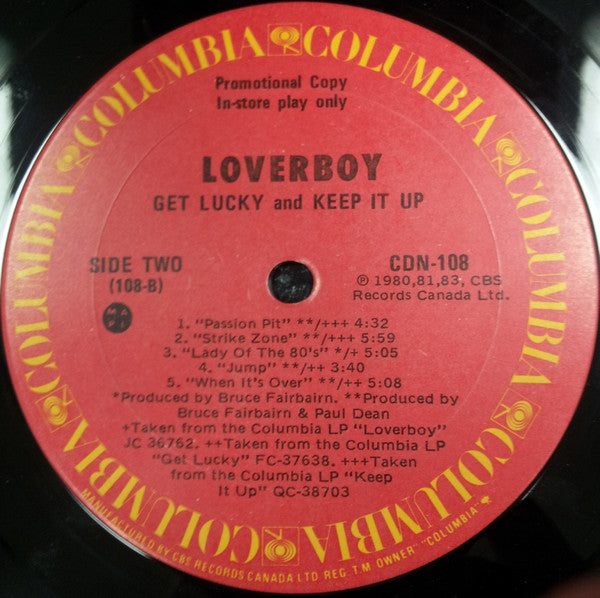 COLUMBIA COLUMBIA COLUMBIA COLUMBIA COLUMBIA COLUMBIA
Promotional Copy
In-store play only
LOVERBOY
GET LUCKY and KEEP IT UP
SIDE TWO
(108-B)
CDN-108
℗ 1980,81,83, CBS
Records Canada Ltd.
MAPL
1. "Passion Pit" **/+++ 4:32
2. "Strike Zone" **/+++ 5:59
3. "Lady Of The 80's" */+ 5:05
4. "Jump" **/++ 3:40
5. "When It's Over" **/++ 5:08
*Produced by Bruce Fairbairn. **Produced by
Bruce Fairbairn & Paul Dean
+Taken from the Columbia LP "Loverboy"
JC 36762. ++Taken from the Columbia LP
"Get Lucky" FC-37638. +++Taken
from the Columbia LP "Keep
It Up" QC-38703
MANUFACTURED BY CBS RECORDS CANADA LTD REG. T.M. OWNER "COLUMBIA"